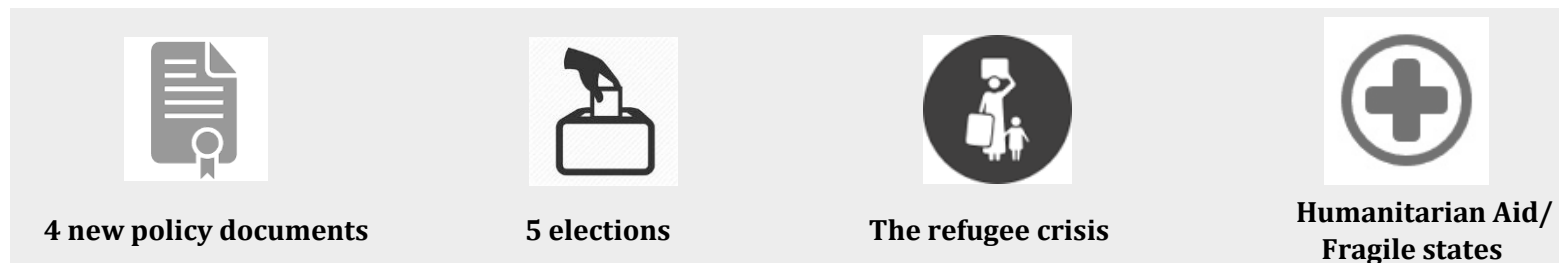 4 new policy documents
5 elections
The refugee crisis
Humanitarian Aid/
Fragile states